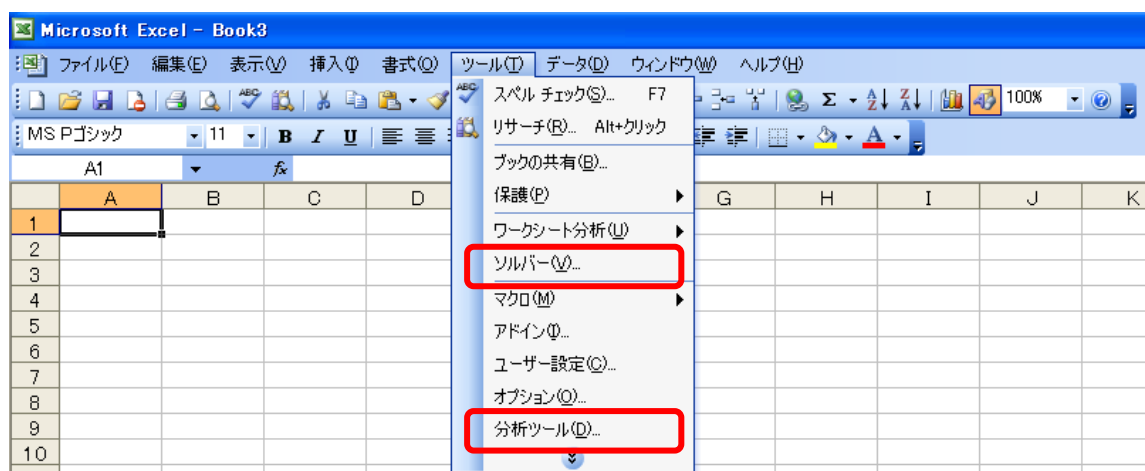 Microsoft Excel - Book3
ファイル(F) 編集(E) 表示(V) 挿入(I) 書式(O) ツール(T) データ(D) ウィンドウ(W) ヘルプ(H)
100%
MS Pゴシック 11 B I U A
A1 fx
A B C D G H I J K
ABC スペル チェック(S)... F7
リサーチ(R)... Alt+クリック
ブックの共有(B)...
保護(P)
ワークシート分析(U)
ソルバー(V)...
マクロ(M)
アドイン(I)...
ユーザー設定(C)...
オプション(O)...
分析ツール(D)...
1
2
3
4
5
6
7
8
9
10